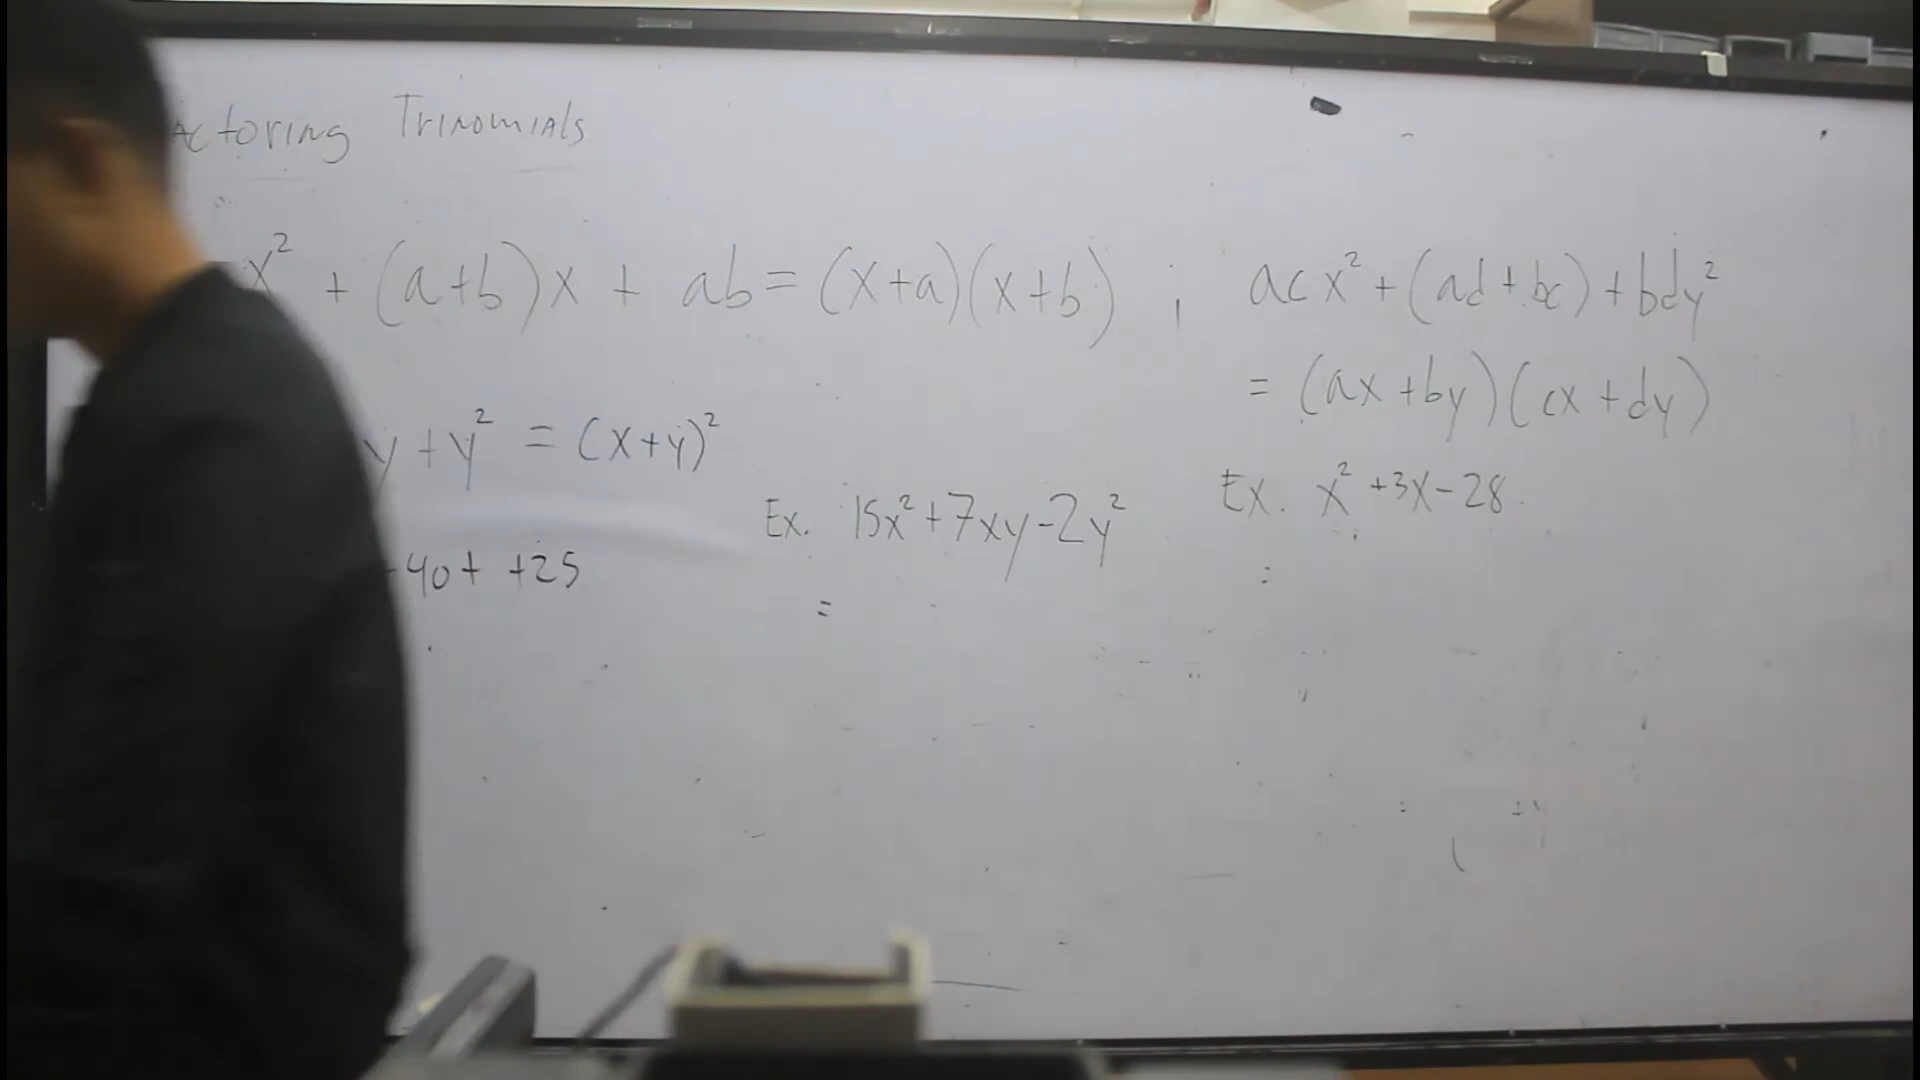 actoring Trinomials
x² + (a+b)x + ab = (x+a)(x+b) ; acx² + (ad+bc) + bdy²
= (ax+by)(cx+dy)
y + y² = (x+y)²
Ex. x² +3x-28
Ex. 15x²+7xy-2y²
-40t +25
=
=